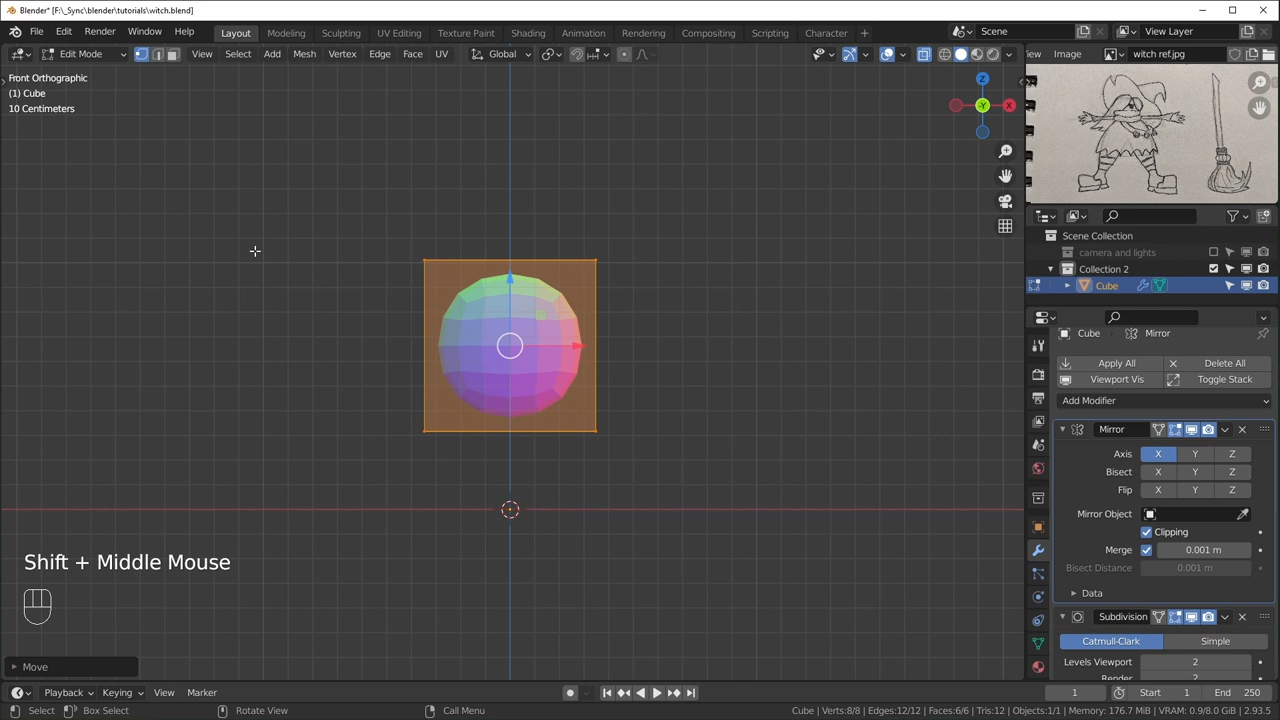 Blender* [F:\_Sync\blender\tutorials\witch.blend]
File Edit Render Window Help Layout Modeling Sculpting UV Editing Texture Paint Shading Animation Rendering Compositing Scripting Character + Scene View Layer
Edit Mode View Select Add Mesh Vertex Edge Face UV Global iew Image witch ref.jpg
Front Orthographic
(1) Cube
10 Centimeters
Z
-Y X
Scene Collection
camera and lights
Collection 2
Cube
Cube Mirror
Apply All Delete All
Viewport Vis Toggle Stack
Add Modifier
Mirror
Axis X Y Z
Bisect X Y Z
Flip X Y Z
Mirror Object
Clipping
Merge 0.001 m
Bisect Distance 0.001 m
Data
Subdivision
Catmull-Clark Simple
Levels Viewport 2
Render 2
Shift + Middle Mouse
Move
Playback Keying View Marker 1 Start 1 End 250
Select Box Select Rotate View Call Menu Cube | Verts:8/8 | Edges:12/12 | Faces:6/6 | Tris:12 | Objects:1/1 | Memory: 176.7 MiB | VRAM: 0.9/8.0 GiB | 2.93.5